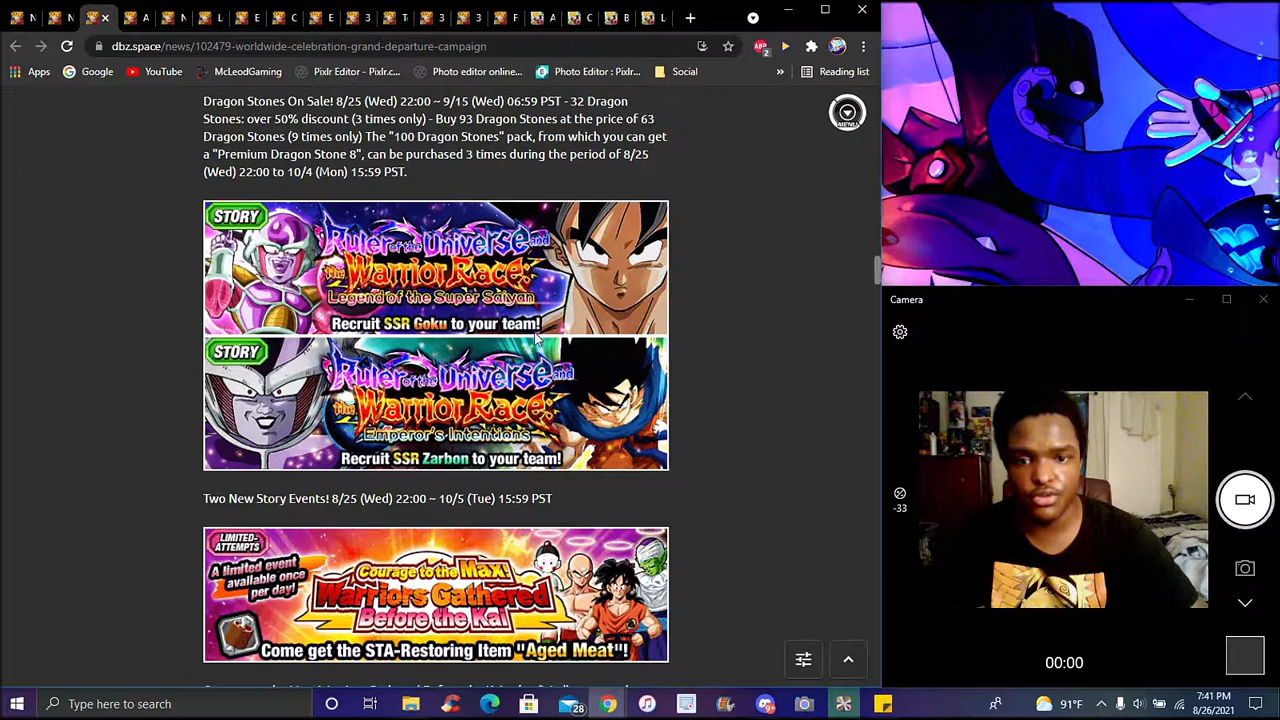 N
N
A
N
L
E
C
E
3
T
3
3
F
A
C
B
L
dbz.space/news/102479-worldwide-celebration-grand-departure-campaign
ABP
2
Apps
Google
YouTube
McLeodGaming
Pixlr Editor - Pixlr.c...
Photo editor online...
Photo Editor : Pixlr...
Social
»
Reading list
Dragon Stones On Sale! 8/25 (Wed) 22:00 ~ 9/15 (Wed) 06:59 PST - 32 Dragon
Stones: over 50% discount (3 times only) - Buy 93 Dragon Stones at the price of 63
Dragon Stones (9 times only) The "100 Dragon Stones" pack, from which you can get
a "Premium Dragon Stone 8", can be purchased 3 times during the period of 8/25
(Wed) 22:00 to 10/4 (Mon) 15:59 PST.
MENU
STORY
Ruler of the Universe and
the Warrior Race:
Legend of the Super Saiyan
Recruit SSR Goku to your team!
STORY
Ruler of the Universe and
the Warrior Race:
Emperor's Intentions
Recruit SSR Zarbon to your team!
Two New Story Events! 8/25 (Wed) 22:00 ~ 10/5 (Tue) 15:59 PST
LIMITED-
ATTEMPTS
A limited event
available once
per day!
Courage to the Max!
Warriors Gathered
Before the Kai
Come get the STA-Restoring Item "Aged Meat"!
Camera
-33
00:00
Type here to search
28
91°F
7:41 PM
8/26/2021